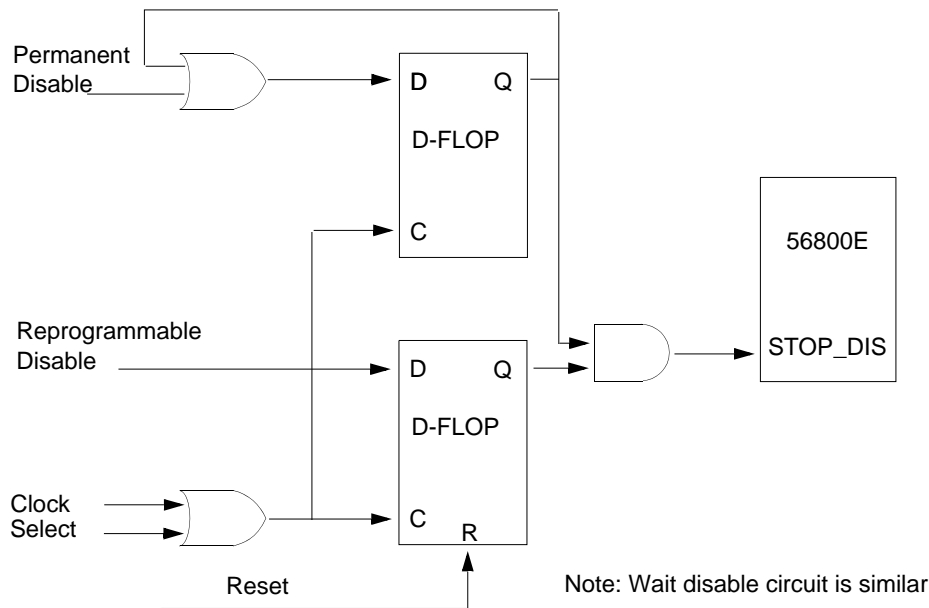 Permanent
Disable
D
Q
D-FLOP
C
56800E
STOP_DIS
Reprogrammable
Disable
D
Q
D-FLOP
C
R
Clock
Select
Reset
Note: Wait disable circuit is similar